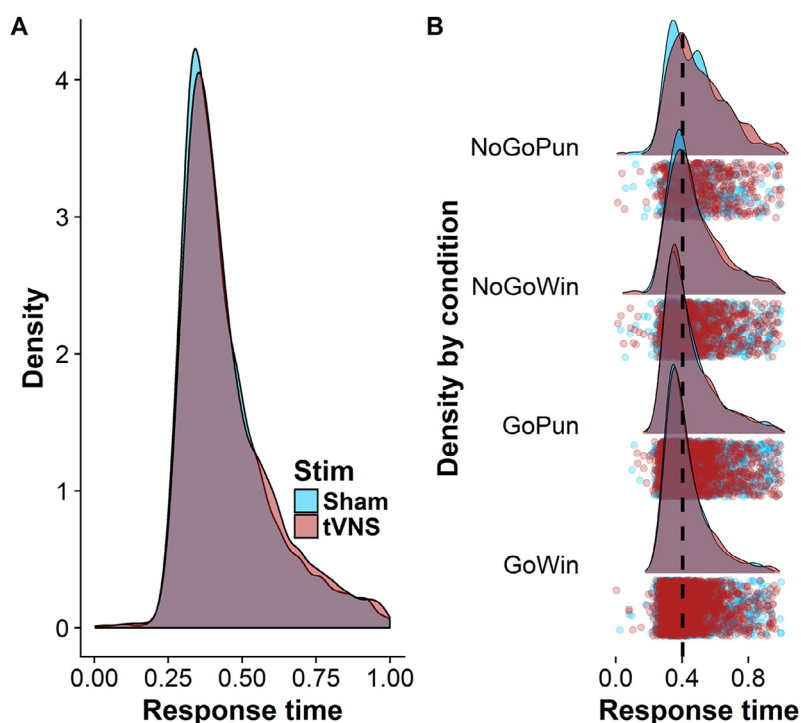 A
Density
4
3
2
1
0
0.00 0.25 0.50 0.75 1.00
Response time
Stim
Sham
tVNS
B
Density by condition
NoGoPun
NoGoWin
GoPun
GoWin
0.0 0.4 0.8
Response time